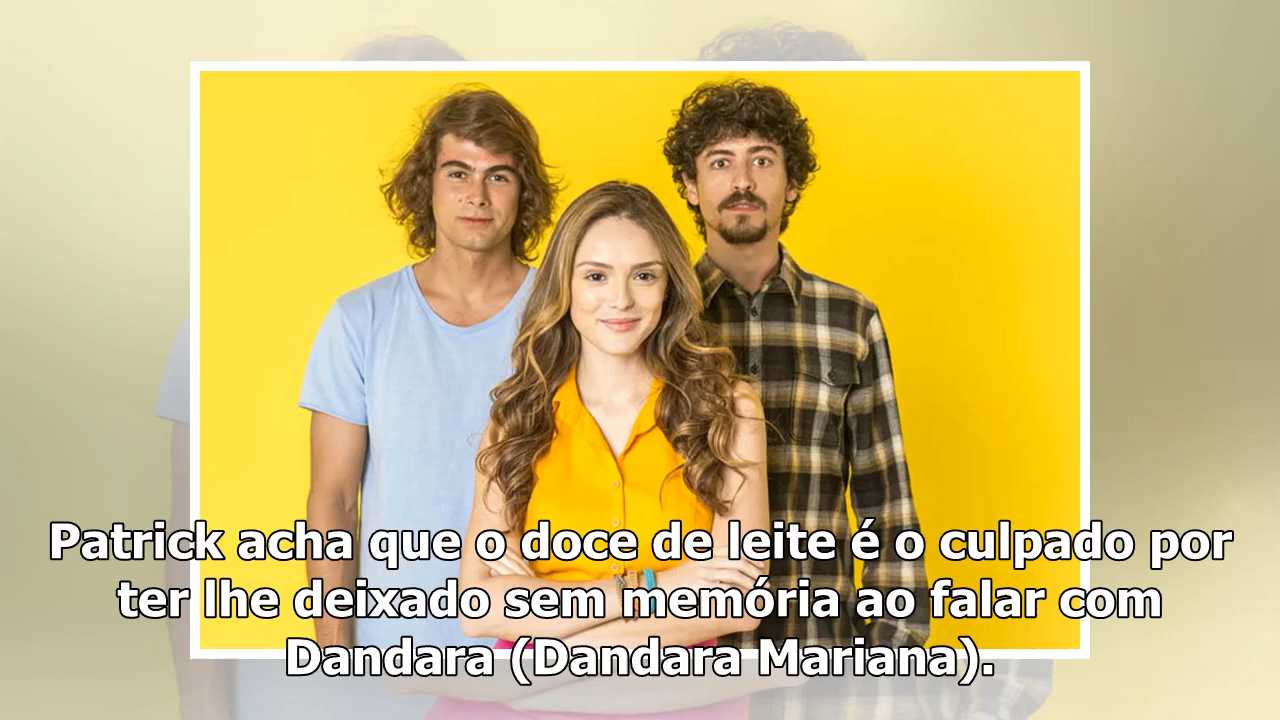 Patrick acha que o doce de leite é o culpado por
ter lhe deixado sem memória ao falar com
Dandara (Dandara Mariana).